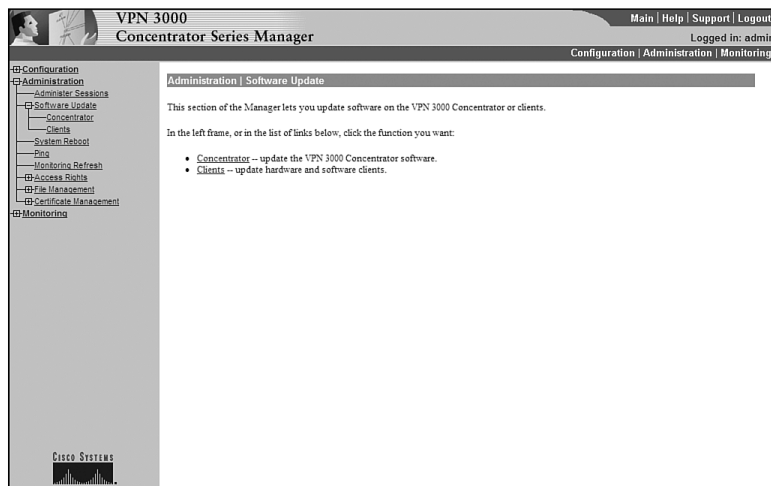 VPN 3000
Concentrator Series Manager
Main | Help | Support | Logout
Logged in: admin
Configuration | Administration | Monitoring
Configuration
Administration
Administer Sessions
Software Update
Concentrator
Clients
System Reboot
Ping
Monitoring Refresh
Access Rights
File Management
Certificate Management
Monitoring
Administration | Software Update
This section of the Manager lets you update software on the VPN 3000 Concentrator or clients.
In the left frame, or in the list of links below, click the function you want:
• Concentrator -- update the VPN 3000 Concentrator software.
• Clients -- update hardware and software clients.
CISCO SYSTEMS